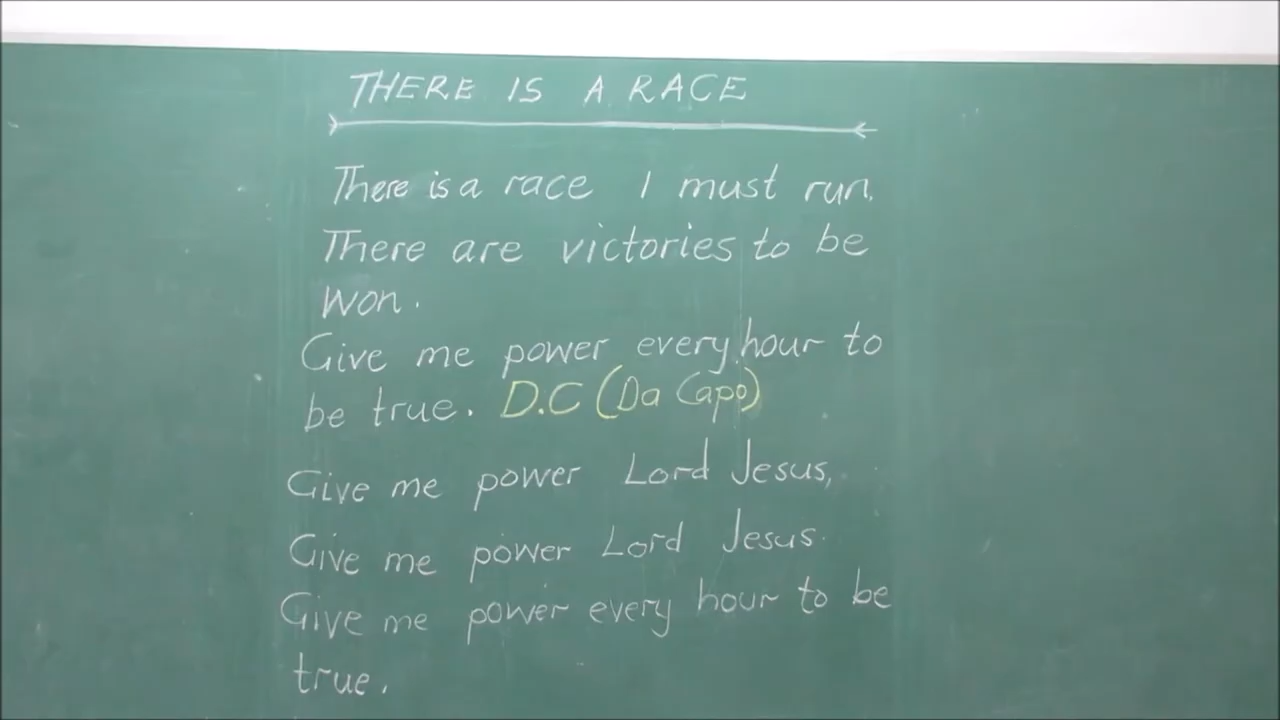 THERE IS A RACE
There is a race I must run.
There are victories to be
won.
Give me power every hour to
be true. D.C (Da Capo)
Give me power Lord Jesus,
Give me power Lord Jesus.
Give me power every hour to be
true.